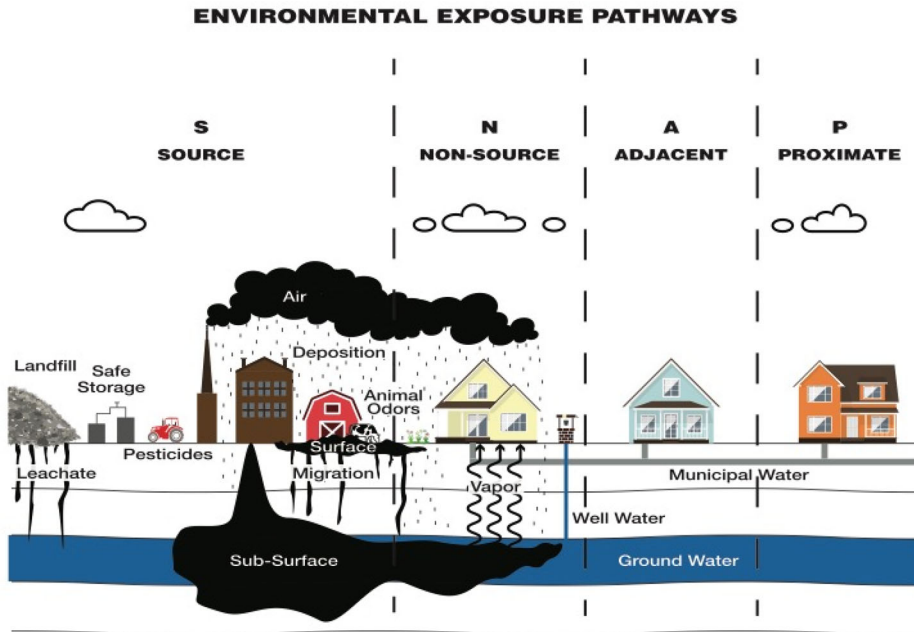 ENVIRONMENTAL EXPOSURE PATHWAYS
S
SOURCE
N
NON-SOURCE
A
ADJACENT
P
PROXIMATE
Air
Deposition
Landfill
Safe
Storage
Animal
Odors
Pesticides
Surface
Leachate
Migration
Vapor
Municipal Water
Well Water
Sub-Surface
Ground Water